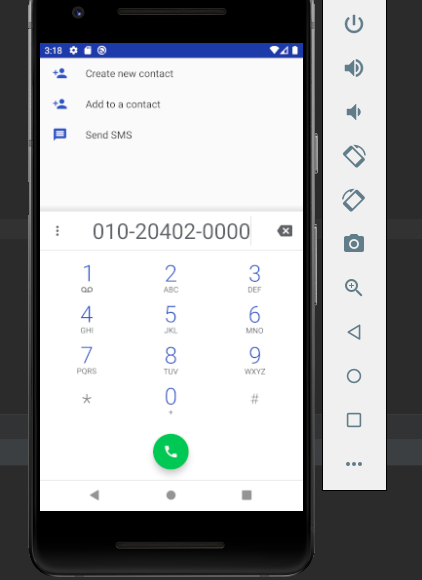 3:18
Create new contact
Add to a contact
Send SMS
010-20402-0000
1 2 3
ABC DEF
4 5 6
GHI JKL MNO
7 8 9
PQRS TUV WXYZ
* 0 #
+